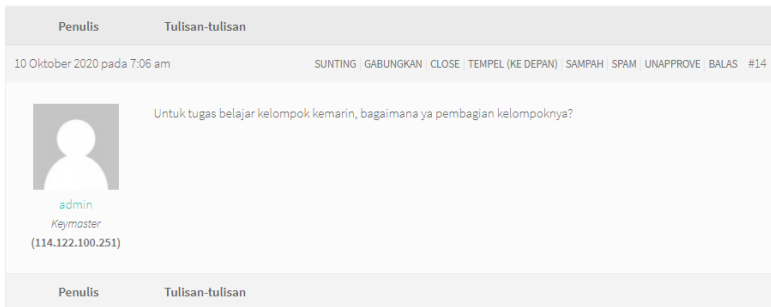 Penulis Tulisan-tulisan
10 Oktober 2020 pada 7:06 am SUNTING | GABUNGKAN | CLOSE | TEMPEL (KE DEPAN) | SAMPAH | SPAM | UNAPPROVE | BALAS #14
Untuk tugas belajar kelompok kemarin, bagaimana ya pembagian kelompoknya?
admin
Keymaster
(114.122.100.251)
Penulis Tulisan-tulisan